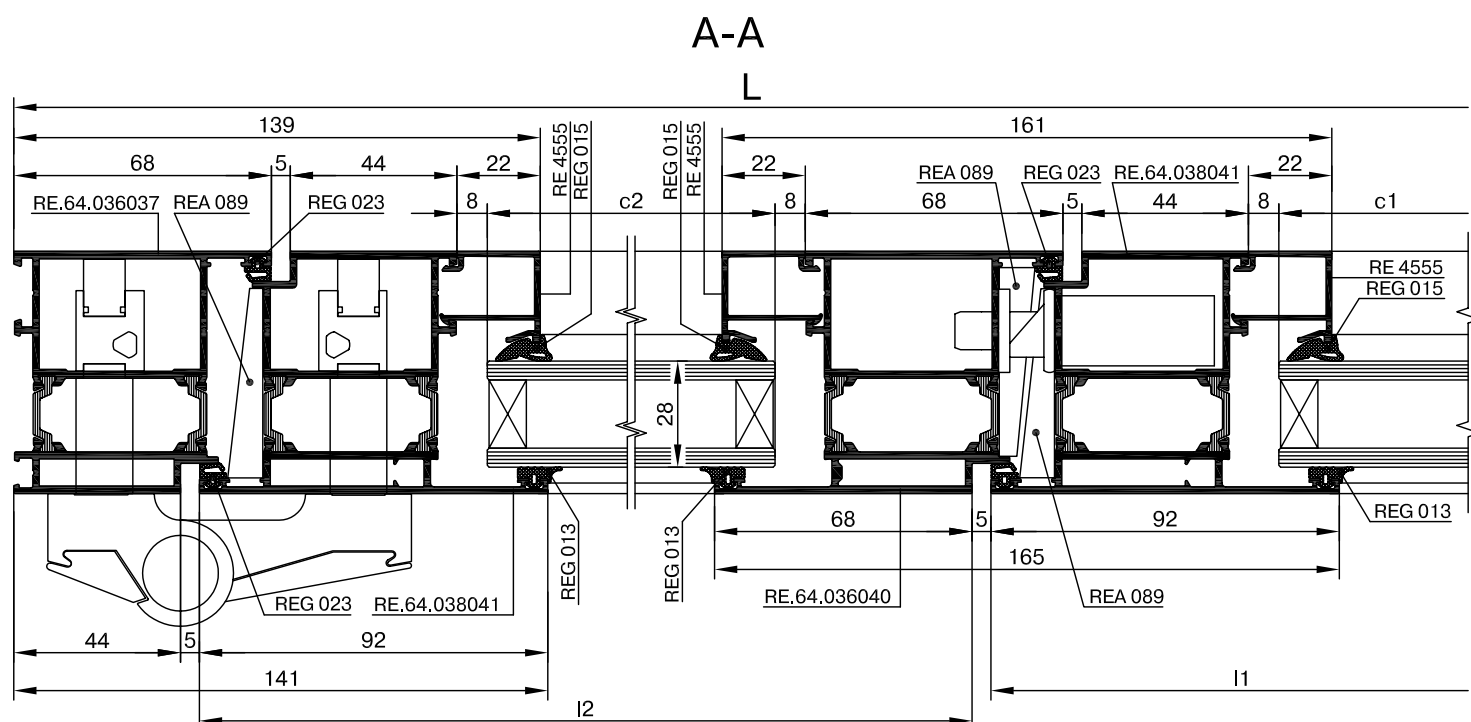 A-A
L
139
161
68
5
44
22
RE 4555
REG 015
REG 015
RE 4555
22
REA 089
REG 023
RE.64.038041
22
RE.64.036037
REA 089
REG 023
8
c2
8
68
5
44
8
c1
RE 4555
REG 015
28
REG 013
REG 013
REG 013
68
5
92
165
REG 023
RE.64.038041
RE.64.036040
REA 089
44
5
92
141
l1
l2